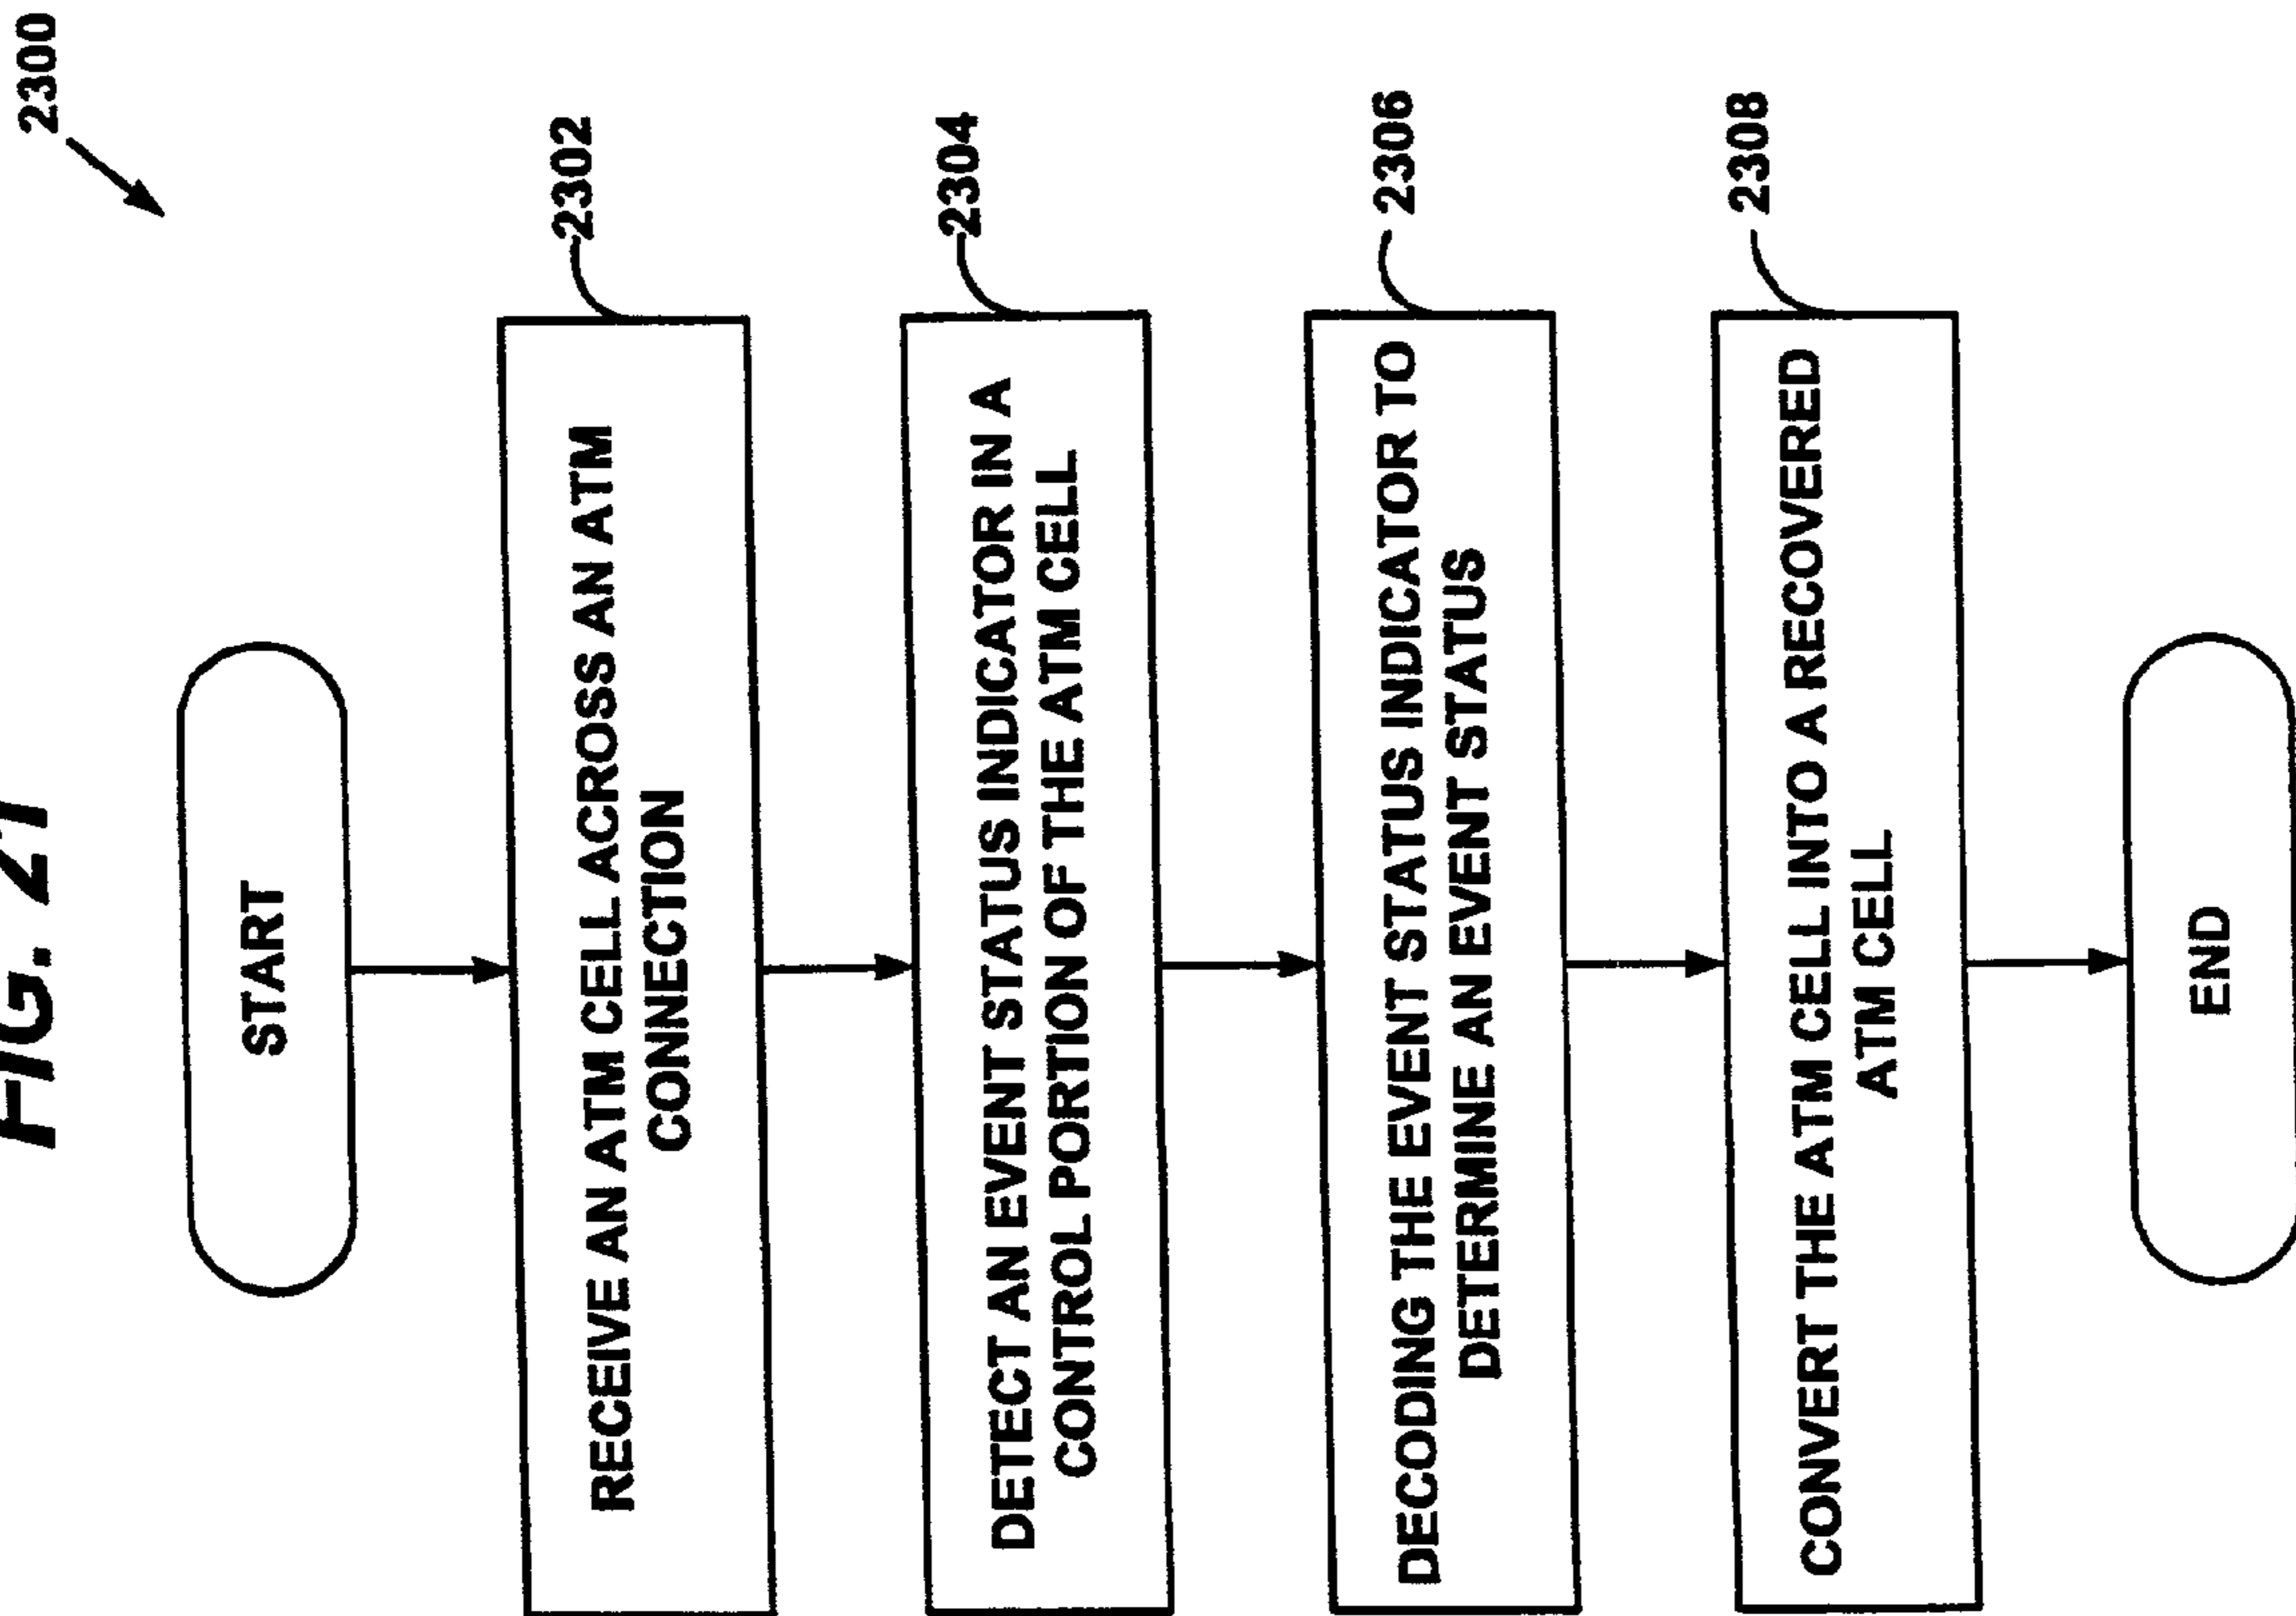 FIG. 21
2300
START
RECEIVE AN ATM CELL ACROSS AN ATM
CONNECTION
2302
DETECT AN EVENT STATUS INDICATOR IN A
CONTROL PORTION OF THE ATM CELL
2304
DECODING THE EVENT STATUS INDICATOR TO
DETERMINE AN EVENT STATUS
2306
CONVERT THE ATM CELL INTO A RECOVERED
ATM CELL
2308
END